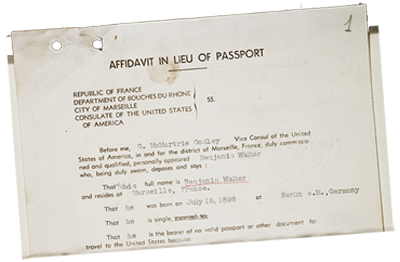 1
AFFIDAVIT IN LIEU OF PASSPORT
REPUBLIC OF FRANCE
DEPARTMENT OF BOUCHES DU RHONE
CITY OF MARSEILLE
CONSULATE OF THE UNITED STATES
OF AMERICA
SS.
Before me, C. McMurtrie Godley Vice Consul of the United
States of America, in and for the district of Marseille, France, duly commissio-
ned and qualified, personally appeared Benjamin Walter
who, being duly sworn, deposes and says :
That his full name is Benjamin Walter
and resides at Marseille, France.
That he was born on July 15, 1898 at Berlin s.M., Germany
That he is single,
That he is the bearer of no valid passport or other document for
travel to the United States because: